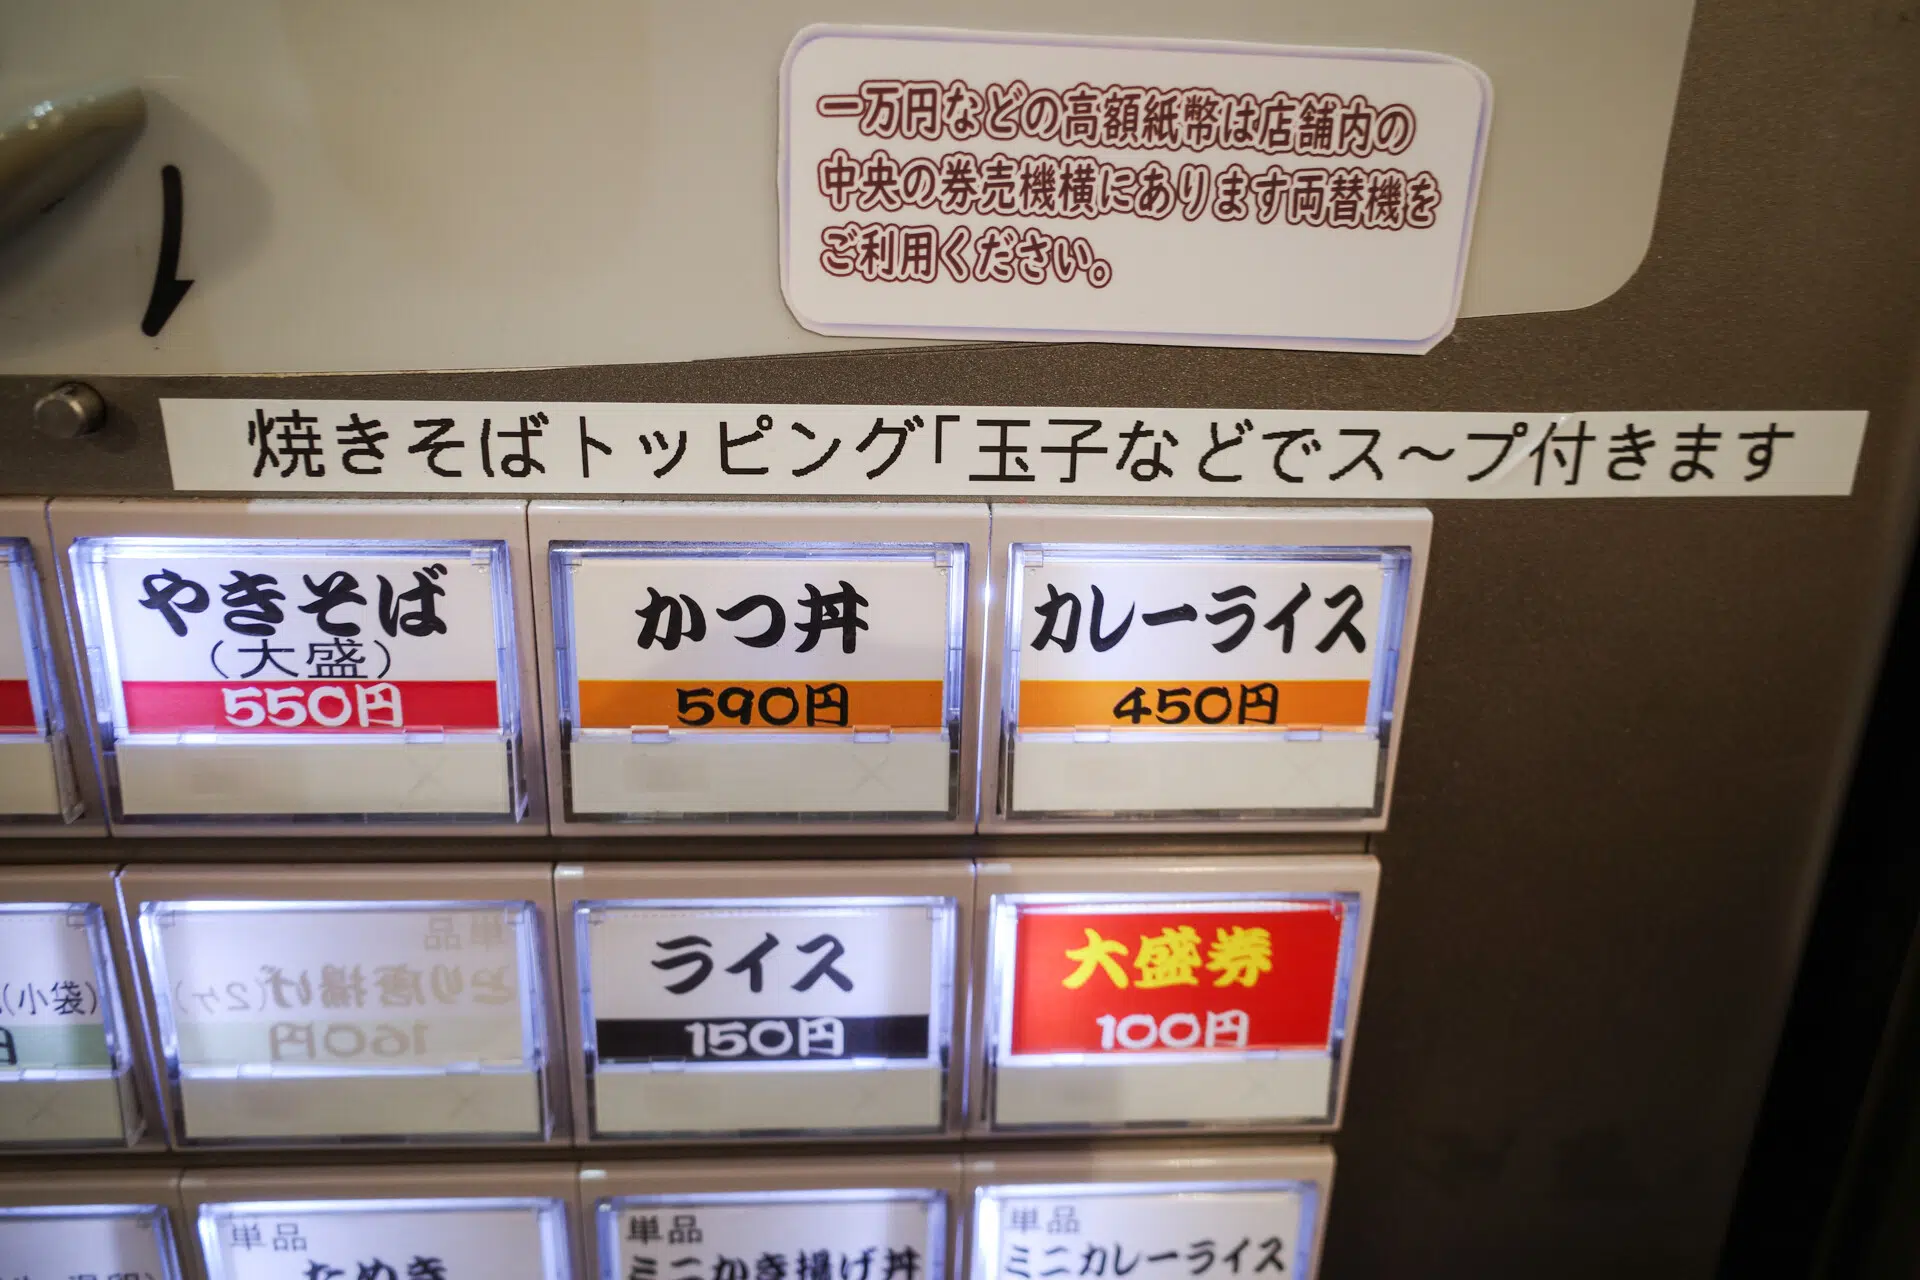 一万円などの高額紙幣は店舗内の
中央の券売機横にあります両替機を
ご利用ください。
焼きそばトッピング「玉子などでス～プ付きます
やきそば
(大盛)
550円
かつ丼
590円
カレーライス
450円
(小袋)
円
単品
とり唐揚げ(2ヶ)
160円
ライス
150円
大盛券
100円
単品
たぬき
単品
ミニかき揚げ丼
単品
ミニカレーライス